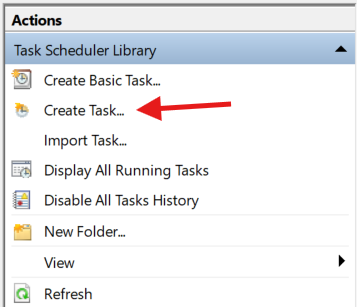 Actions
Task Scheduler Library
Create Basic Task...
Create Task...
Import Task...
Display All Running Tasks
Disable All Tasks History
New Folder...
View
Refresh